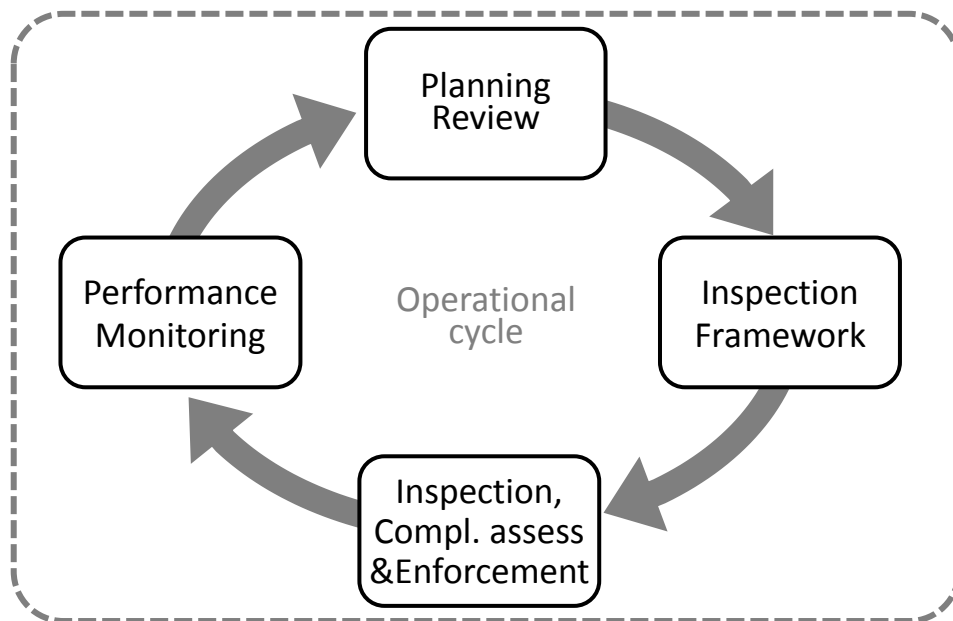 Planning
Review
Performance
Monitoring
Operational
cycle
Inspection
Framework
Inspection,
Compl. assess
&Enforcement